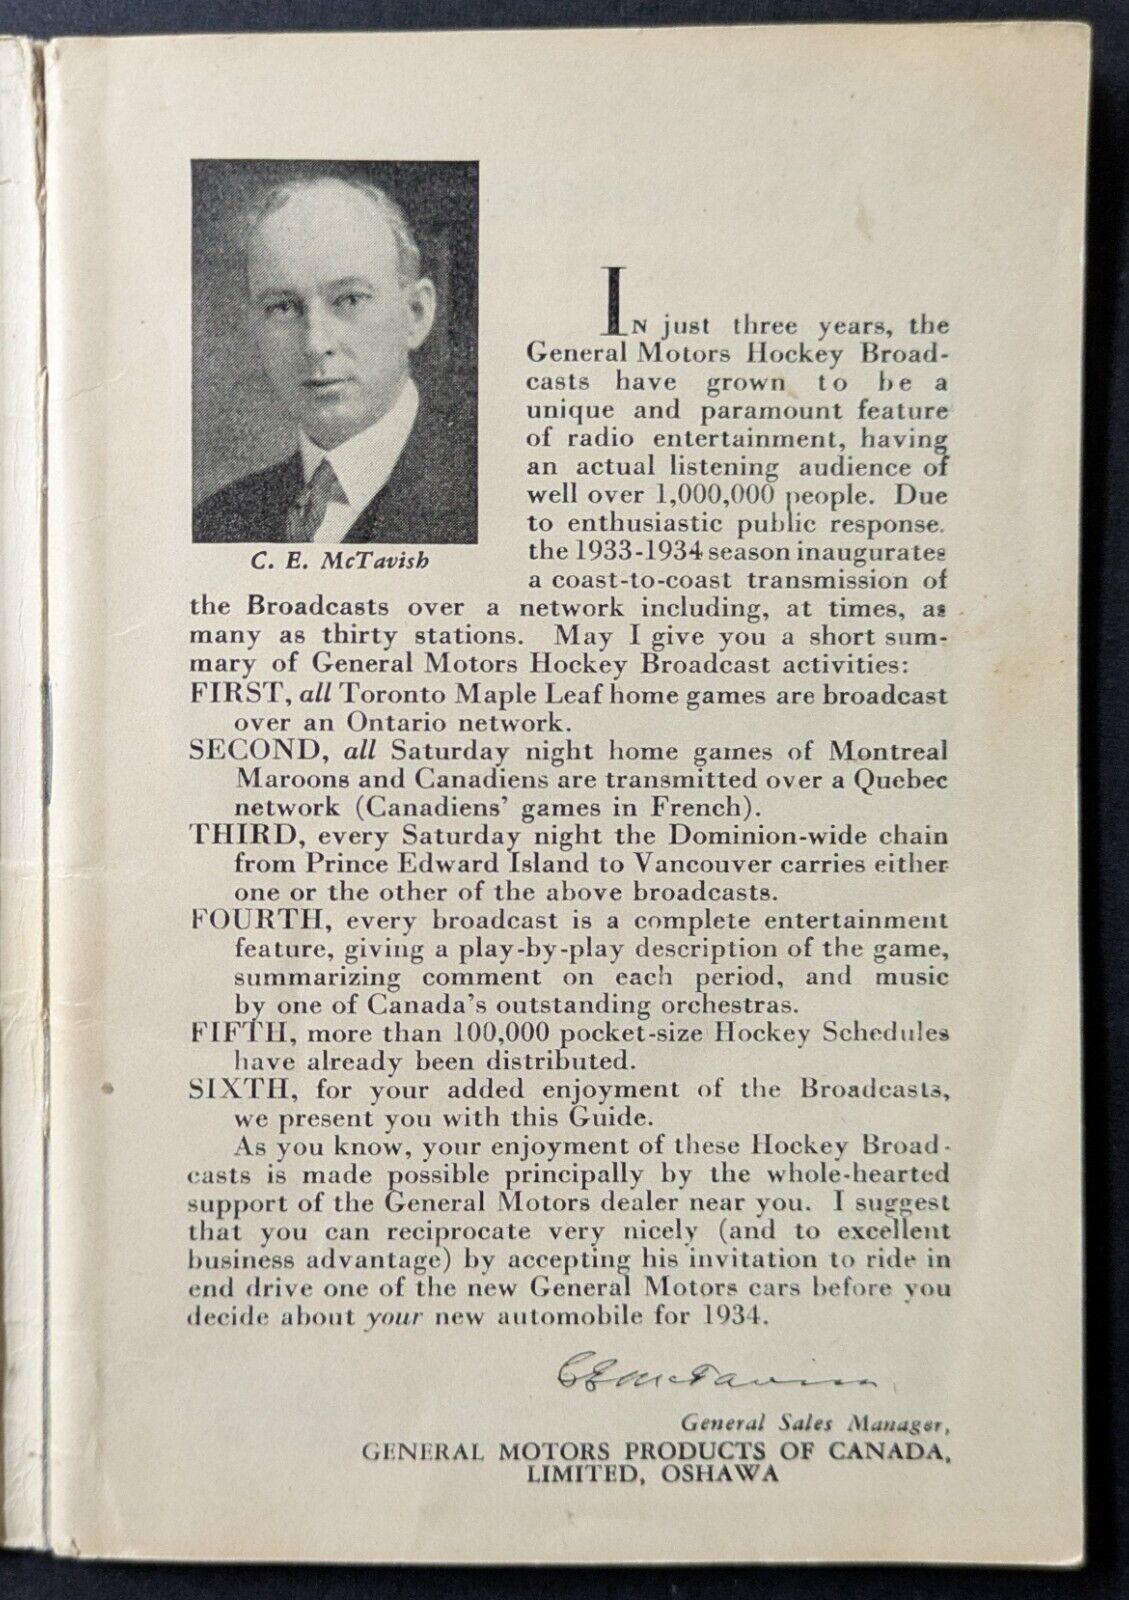 C. E. McTavish
IN just three years, the
General Motors Hockey Broad-
casts have grown to be a
unique and paramount feature
of radio entertainment, having
an actual listening audience of
well over 1,000,000 people. Due
to enthusiastic public response.
the 1933-1934 season inaugurates
a coast-to-coast transmission of
the Broadcasts over a network including, at times, as
many as thirty stations. May I give you a short sum-
mary of General Motors Hockey Broadcast activities:
FIRST, all Toronto Maple Leaf home games are broadcast
over an Ontario network.
SECOND, all Saturday night home games of Montreal
Maroons and Canadiens are transmitted over a Quebec
network (Canadiens' games in French).
THIRD, every Saturday night the Dominion-wide chain
from Prince Edward Island to Vancouver carries either
one or the other of the above broadcasts.
FOURTH, every broadcast is a complete entertainment
feature, giving a play-by-play description of the game,
summarizing comment on each period, and music
by one of Canada's outstanding orchestras.
FIFTH, more than 100,000 pocket-size Hockey Schedules
have already been distributed.
SIXTH, for your added enjoyment of the Broadcasts,
we present you with this Guide.
As you know, your enjoyment of these Hockey Broad-
casts is made possible principally by the whole-hearted
support of the General Motors dealer near you. I suggest
that you can reciprocate very nicely (and to excellent
business advantage) by accepting his invitation to ride in
end drive one of the new General Motors cars before you
decide about your new automobile for 1934.
C E McTavish
General Sales Manager,
GENERAL MOTORS PRODUCTS OF CANADA,
LIMITED, OSHAWA